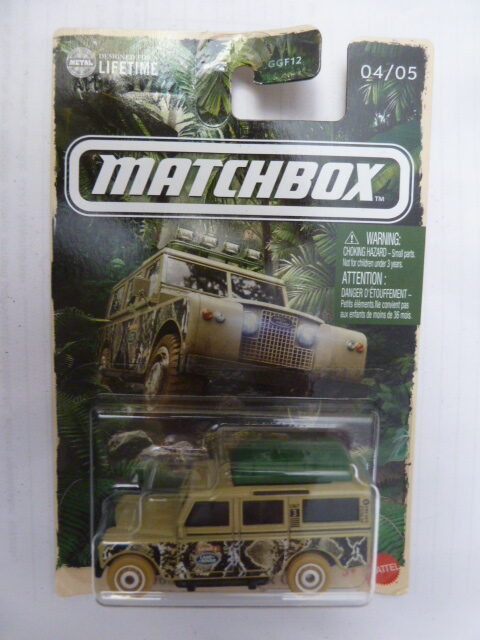 METAL
DESIGNED FOR
LIFETIME
GGF12
04/05
MATCHBOX™
WARNING:
CHOKING HAZARD – Small parts.
Not for children under 3 years.
ATTENTION :
DANGER D'ÉTOUFFEMENT –
Petits éléments. Ne convient pas
aux enfants de moins de 36 mois.
MATTEL